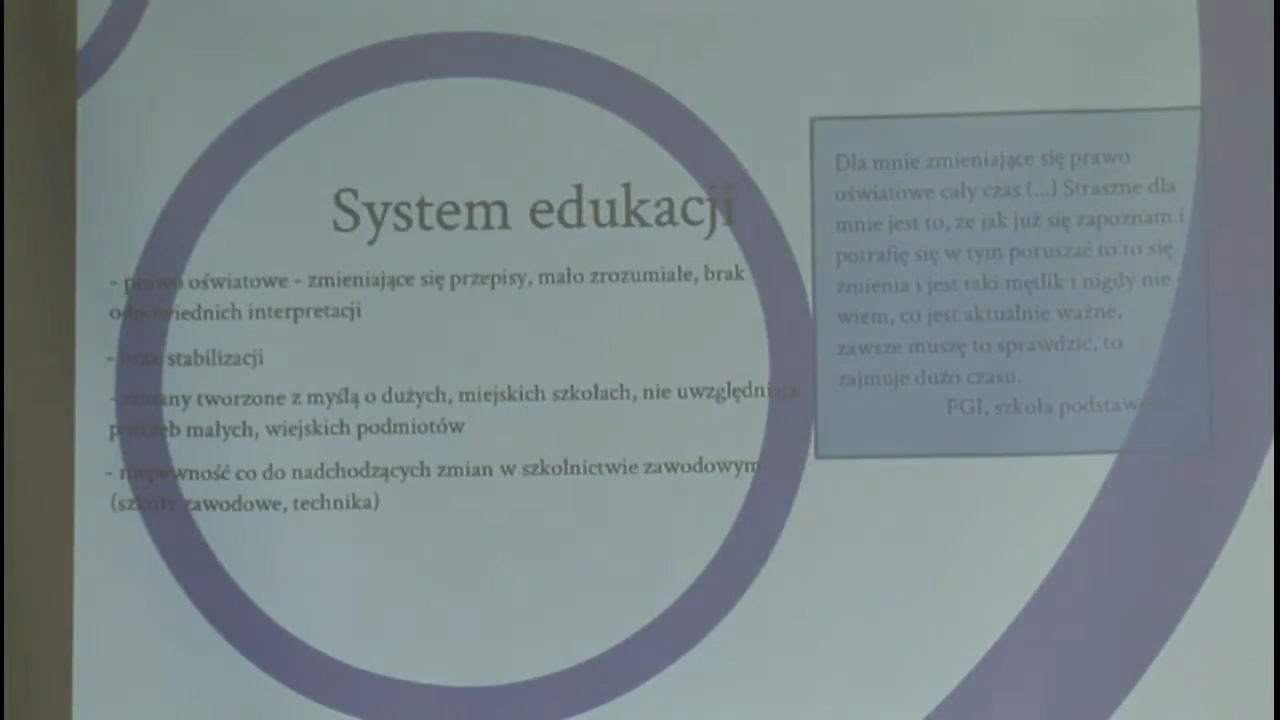 System edukacji
- prawo oświatowe - zmieniające się przepisy, mało zrozumiałe, brak
odpowiednich interpretacji
- brak stabilizacji
- zmiany tworzone z myślą o dużych, miejskich szkołach, nie uwzględniają
potrzeb małych, wiejskich podmiotów
- niepewność co do nadchodzących zmian w szkolnictwie zawodowym
(szkoły zawodowe, technika)
Dla mnie zmieniające się prawo
oświatowe cały czas (...) Straszne dla
mnie jest to, że jak już się zapoznam i
potrafię się w tym poruszać to to się
zmienia i jest taki mętlik i nigdy nie
wiem, co jest aktualnie ważne,
zawsze muszę to sprawdzić, to
zajmuje dużo czasu.
FGI, szkoła podstawowa